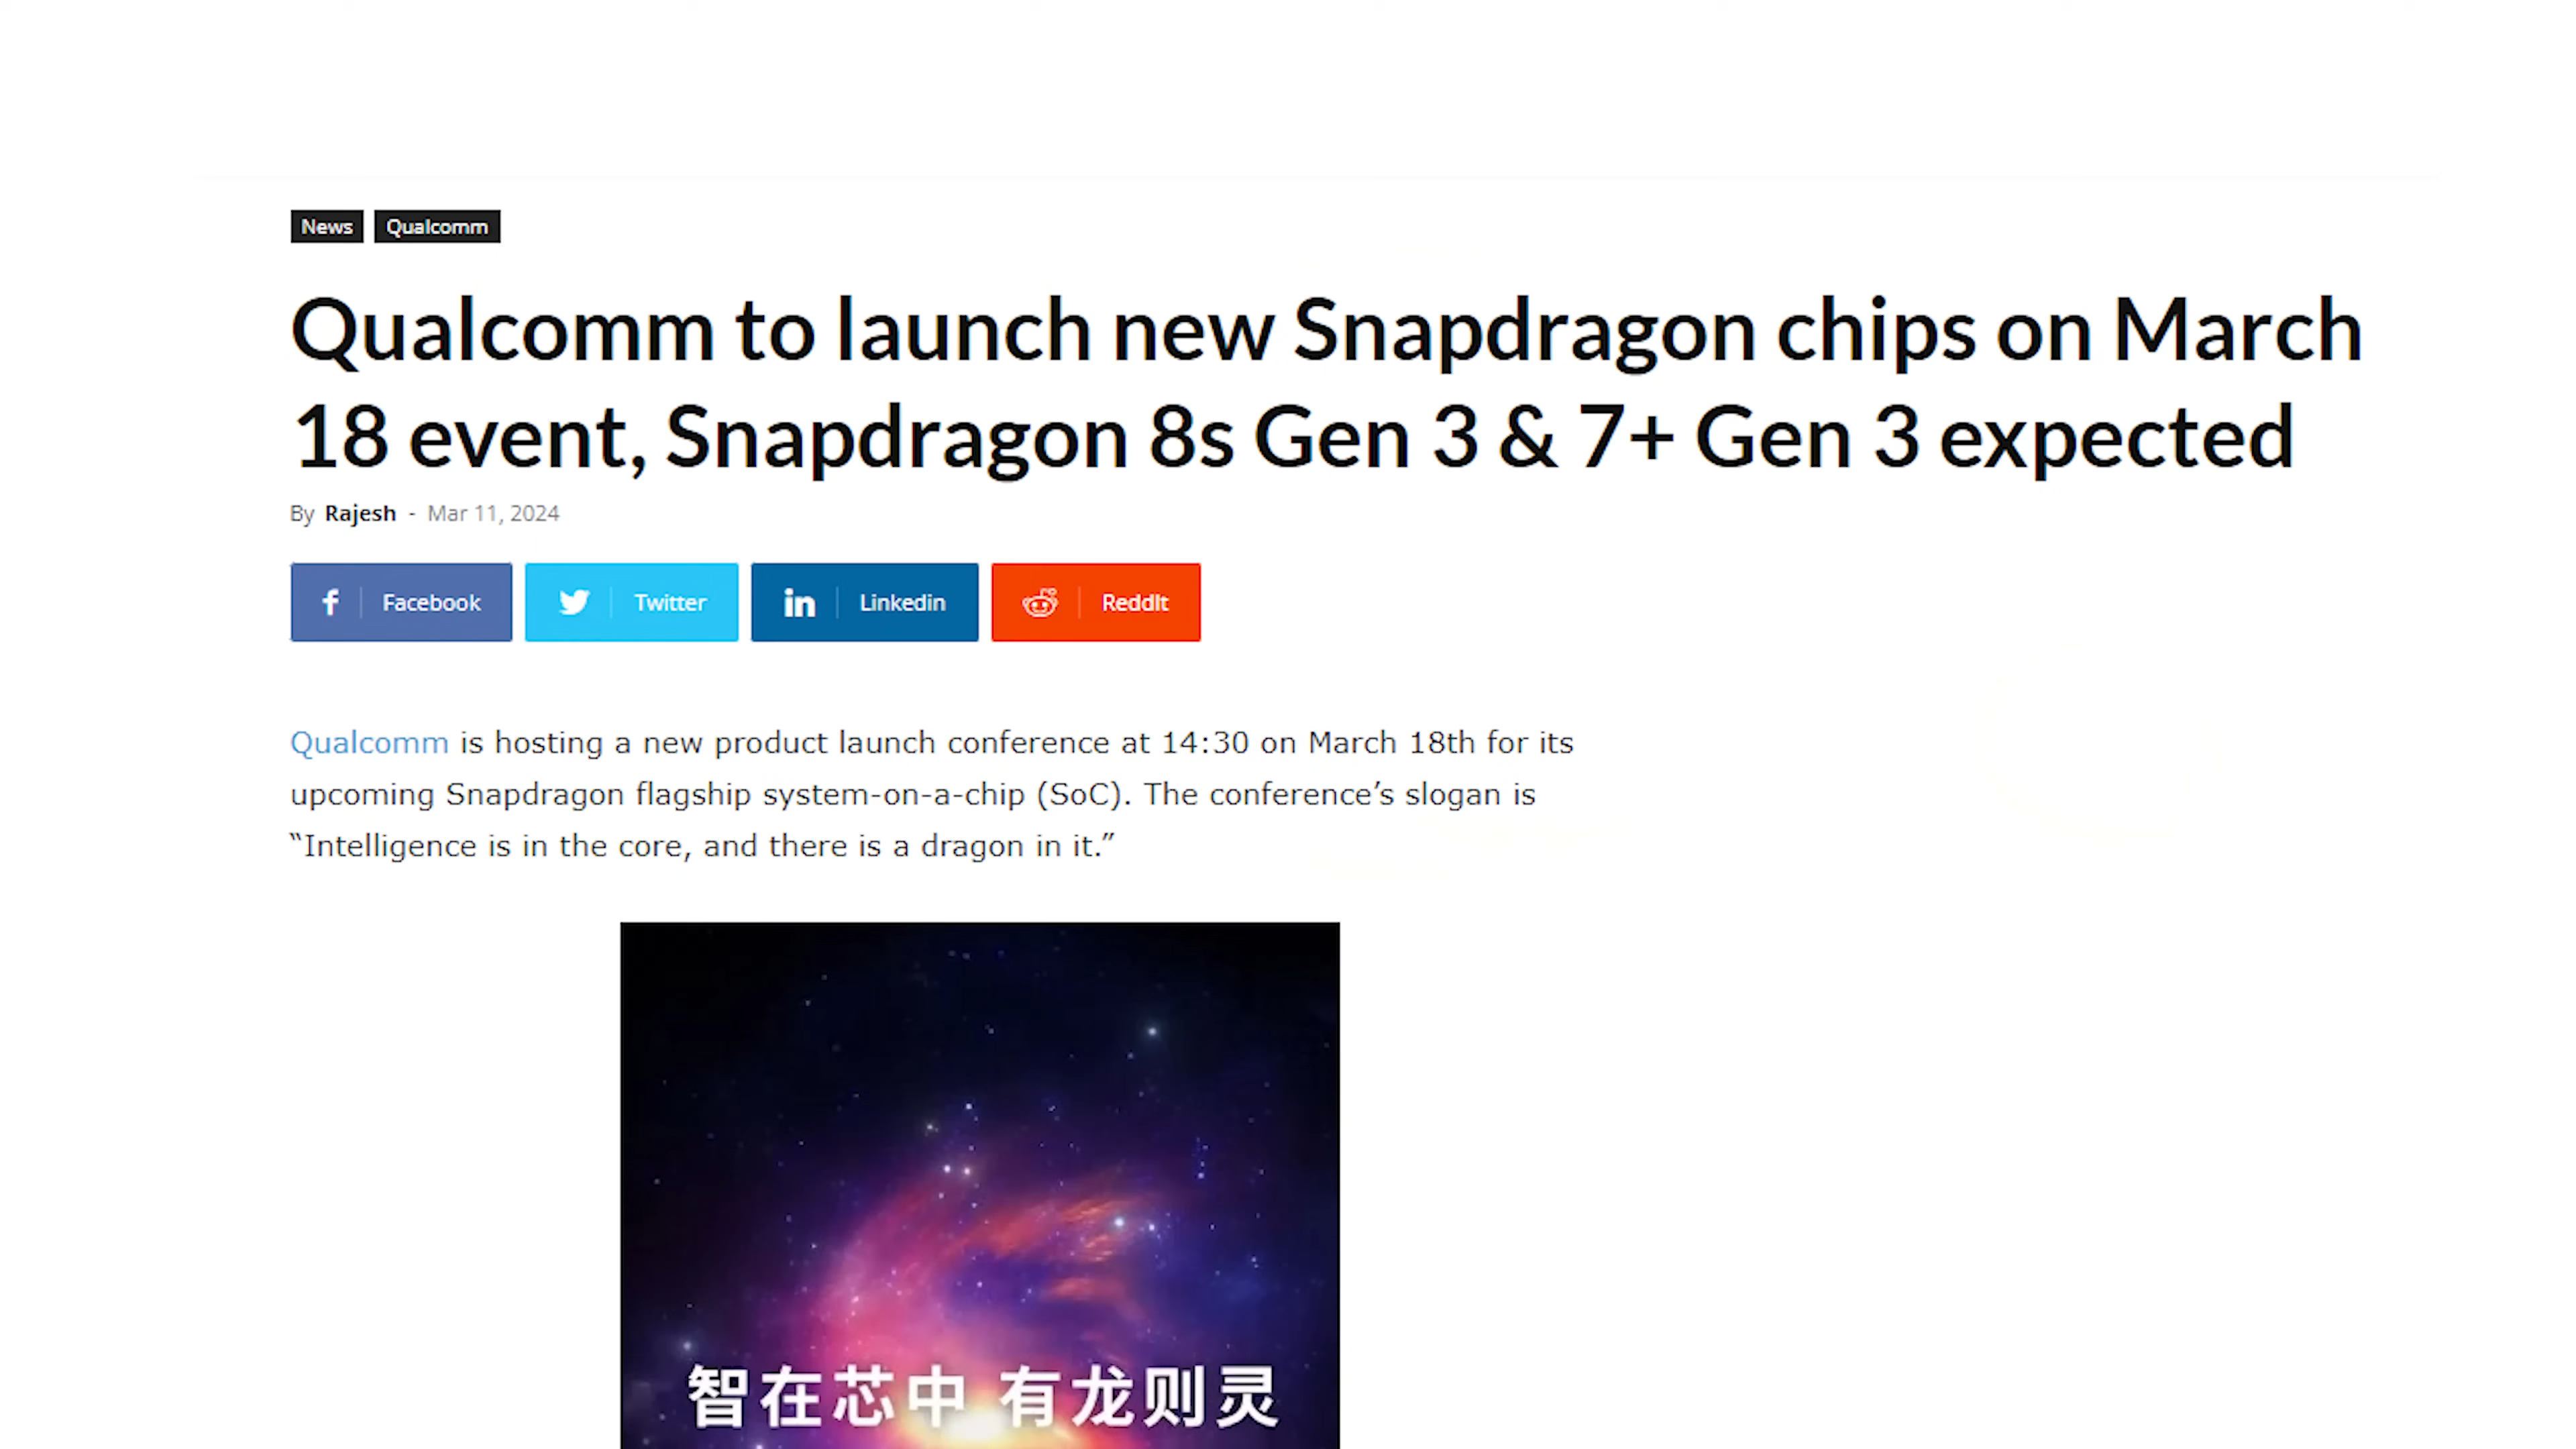 News Qualcomm
Qualcomm to launch new Snapdragon chips on March
18 event, Snapdragon 8s Gen 3 & 7+ Gen 3 expected
By Rajesh - Mar 11, 2024
Facebook Twitter Linkedin ReddIt
Qualcomm is hosting a new product launch conference at 14:30 on March 18th for its
upcoming Snapdragon flagship system-on-a-chip (SoC). The conference’s slogan is
“Intelligence is in the core, and there is a dragon in it.”
智在芯中 有龙则灵